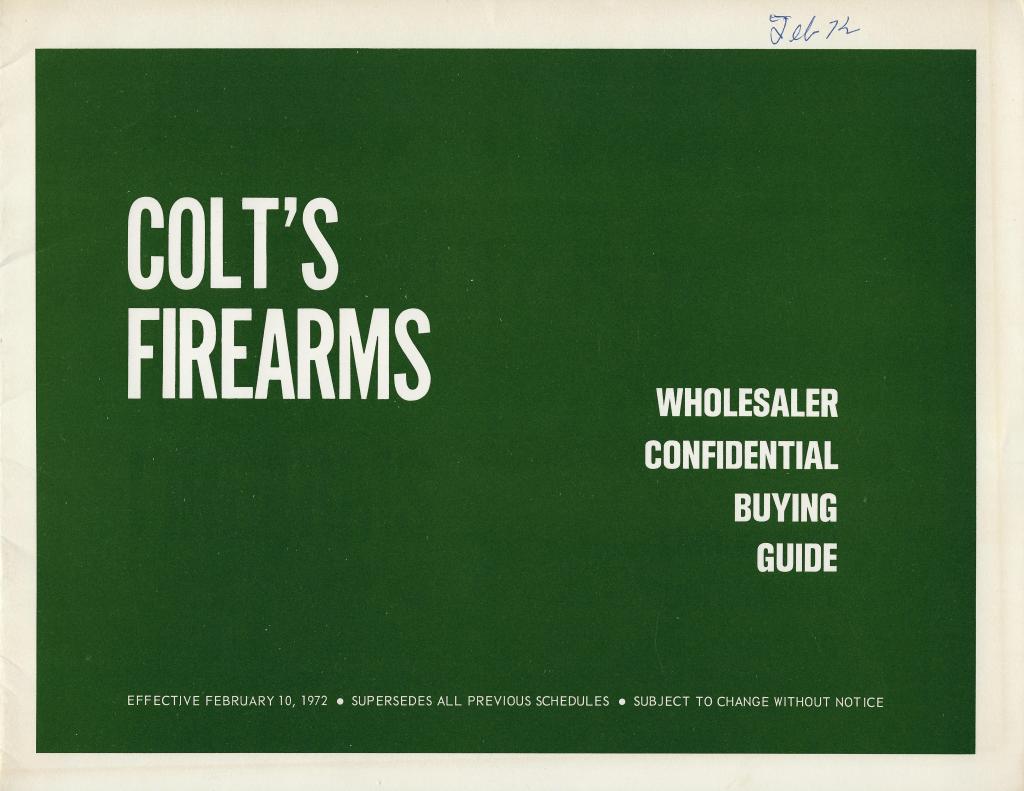 Feb 72
COLT'S
FIREARMS
WHOLESALER
CONFIDENTIAL
BUYING
GUIDE
EFFECTIVE FEBRUARY 10, 1972 ● SUPERSEDES ALL PREVIOUS SCHEDULES ● SUBJECT TO CHANGE WITHOUT NOTICE